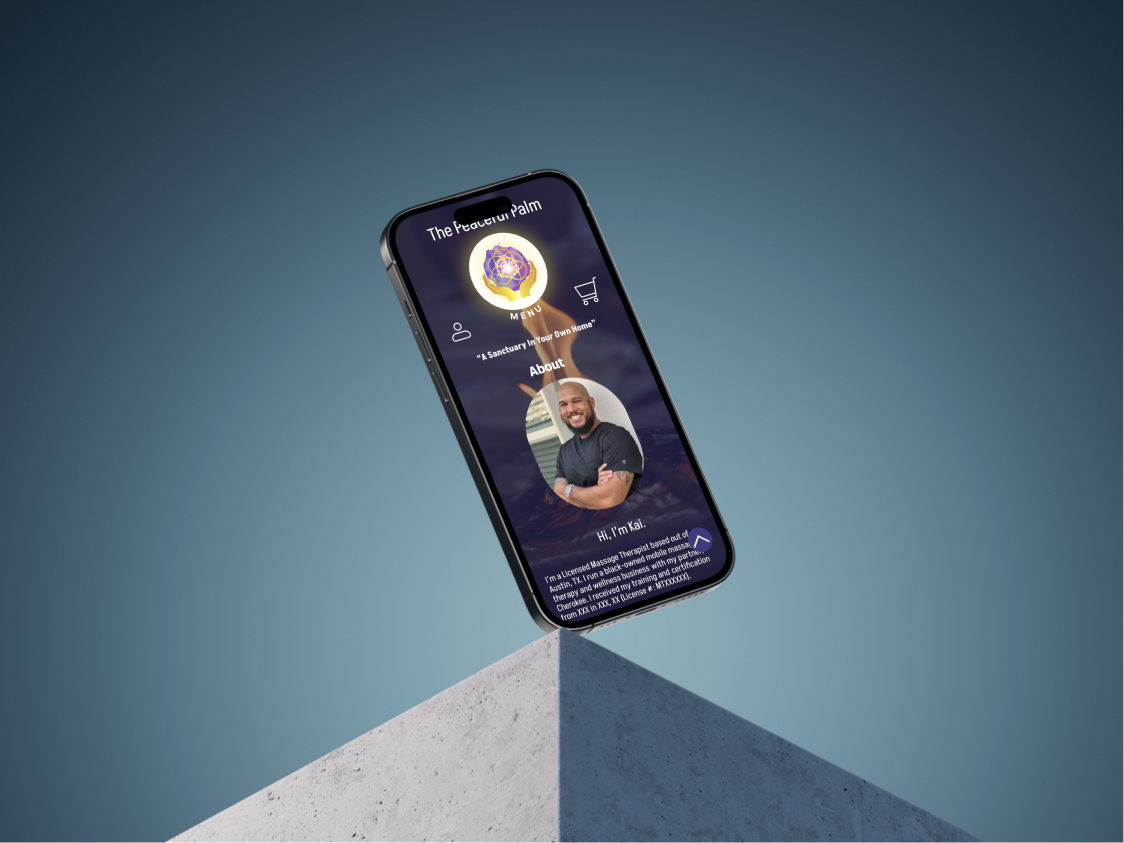 The Peaceful Palm
MENU
“A Sanctuary In Your Own Home”
About
Hi, I’m Kai.
I’m a Licensed Massage Therapist based out of
Austin, TX. I run a black-owned mobile massage
therapy and wellness business with my partner,
Cherokee. I received my training and certification
from XXX in XXX, XX (License #: MTXXXXXX).